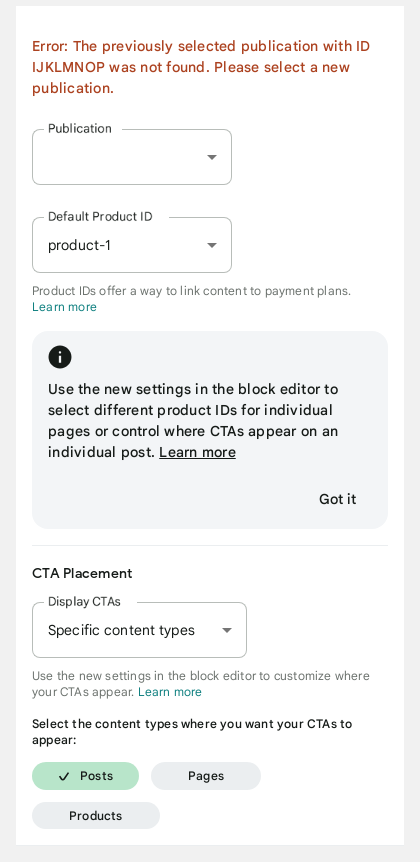 Error: The previously selected publication with ID
IJKLMNOP was not found. Please select a new
publication.
Publication
Default Product ID
product-1
Product IDs offer a way to link content to payment plans.
Learn more
Use the new settings in the block editor to
select different product IDs for individual
pages or control where CTAs appear on an
individual post. Learn more
Got it
CTA Placement
Display CTAs
Specific content types
Use the new settings in the block editor to customize where
your CTAs appear. Learn more
Select the content types where you want your CTAs to
appear:
Posts
Pages
Products